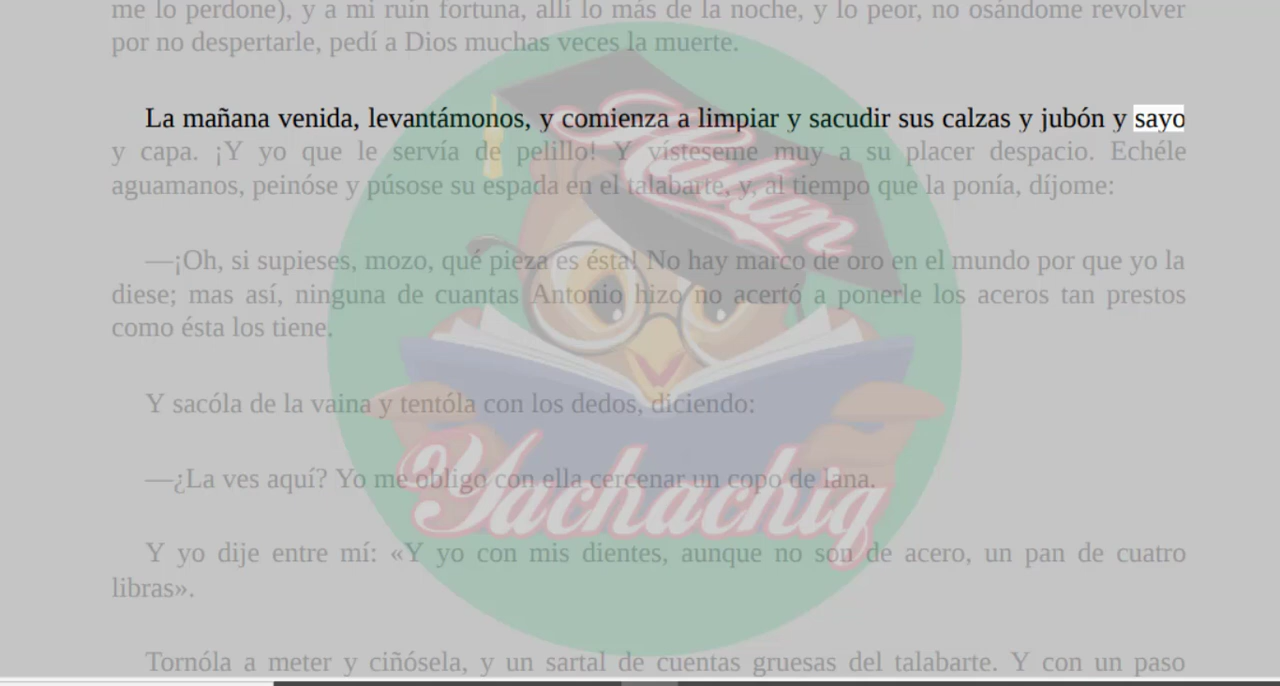 me lo perdone), y a mi ruin fortuna, allí lo más de la noche, y lo peor, no osándome revolver
por no despertarle, pedí a Dios muchas veces la muerte.
La mañana venida, levantámonos, y comienza a limpiar y sacudir sus calzas y jubón y sayo
y capa. ¡Y yo que le servía de pelillo! Y vísteseme muy a su placer despacio. Echéle
aguamanos, peinóse y púsose su espada en el talabarte, y, al tiempo que la ponía, díjome:
—¡Oh, si supieses, mozo, qué pieza es ésta! No hay marco de oro en el mundo por que yo la
diese; mas así, ninguna de cuantas Antonio hizo no acertó a ponerle los aceros tan prestos
como ésta los tiene.
Y sacóla de la vaina y tentóla con los dedos, diciendo:
—¿La ves aquí? Yo me obligo con ella cercenar un copo de lana.
Y yo dije entre mí: «Y yo con mis dientes, aunque no son de acero, un pan de cuatro
libras».
Tornóla a meter y ciñósela, y un sartal de cuentas gruesas del talabarte. Y con un paso
Yachachiq